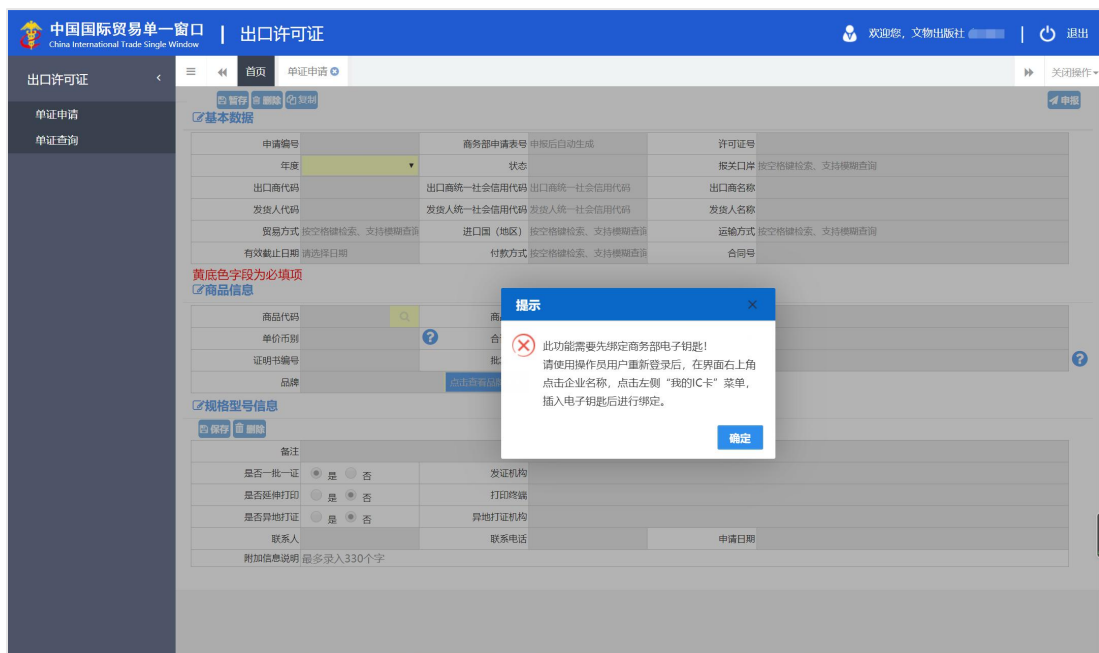 中国国际贸易单一窗口 | 出口许可证
China International Trade Single Window
欢迎您，文物出版社 | 退出
出口许可证
首页 单证申请
关闭操作
单证申请
单证查询
暂存 删除 复制
申报
基本数据
申请编号 商务部申请表号 申报后自动生成 许可证号
年度 状态 报关口岸 按空格键检索、支持模糊查询
出口商代码 出口商统一社会信用代码 出口商统一社会信用代码 出口商名称
发货人代码 发货人统一社会信用代码 发货人统一社会信用代码 发货人名称
贸易方式 按空格键检索、支持模糊查询 进口国（地区） 按空格键检索、支持模糊查询 运输方式 按空格键检索、支持模糊查询
有效截止日期 请选择日期 付款方式 按空格键检索、支持模糊查询 合同号
黄底色字段为必填项
商品信息
商品代码 商
单价币别 合
证明书编号 批
品牌 点击查看品
提示
此功能需要先绑定商务部电子钥匙！
请使用操作员用户重新登录后，在界面右上角
点击企业名称，点击左侧“我的IC卡”菜单，
插入电子钥匙后进行绑定。
确定
规格型号信息
保存 删除
备注
是否一批一证 是 否 发证机构
是否延伸打印 是 否 打印终端
是否异地打证 是 否 异地打证机构
联系人 联系电话 申请日期
附加信息说明 最多录入330个字